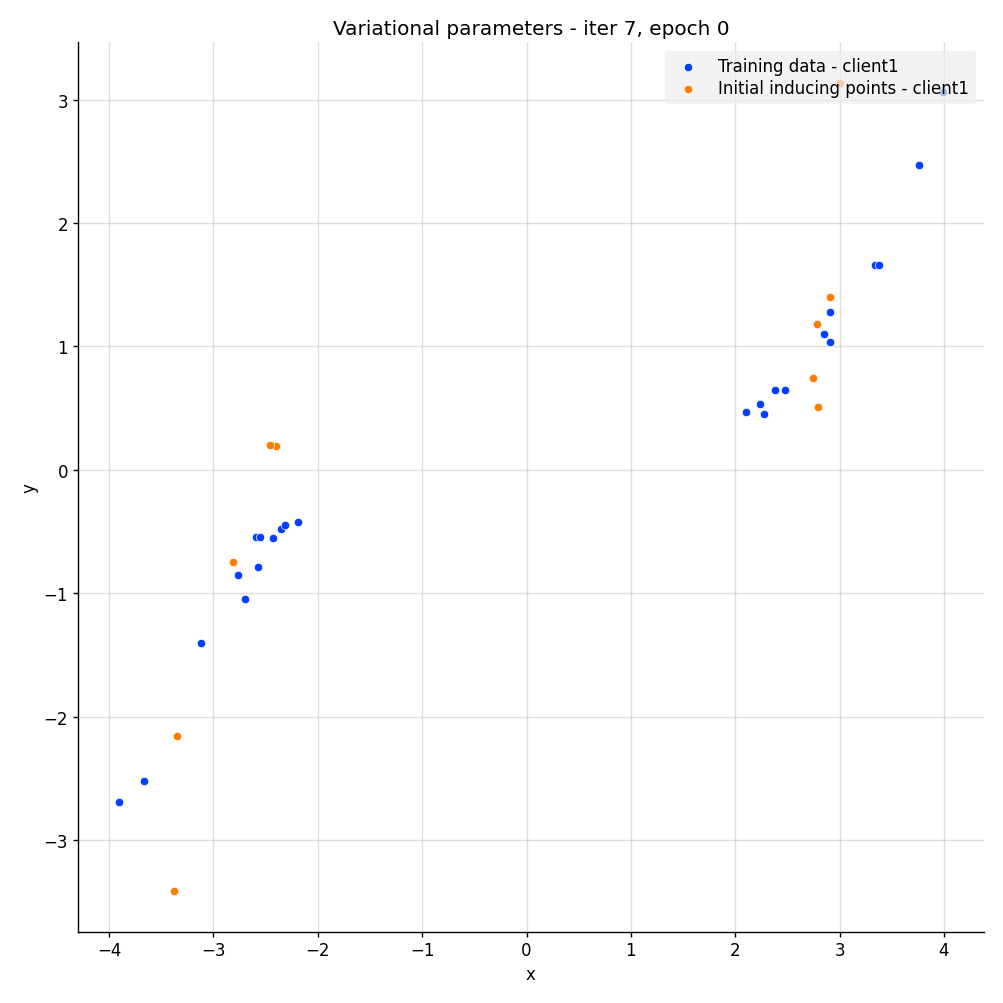 Variational parameters - iter 7, epoch 0
Training data - client1
Initial inducing points - client1
3
2
1
0
−1
−2
−3
y
−4 −3 −2 −1 0 1 2 3 4
x